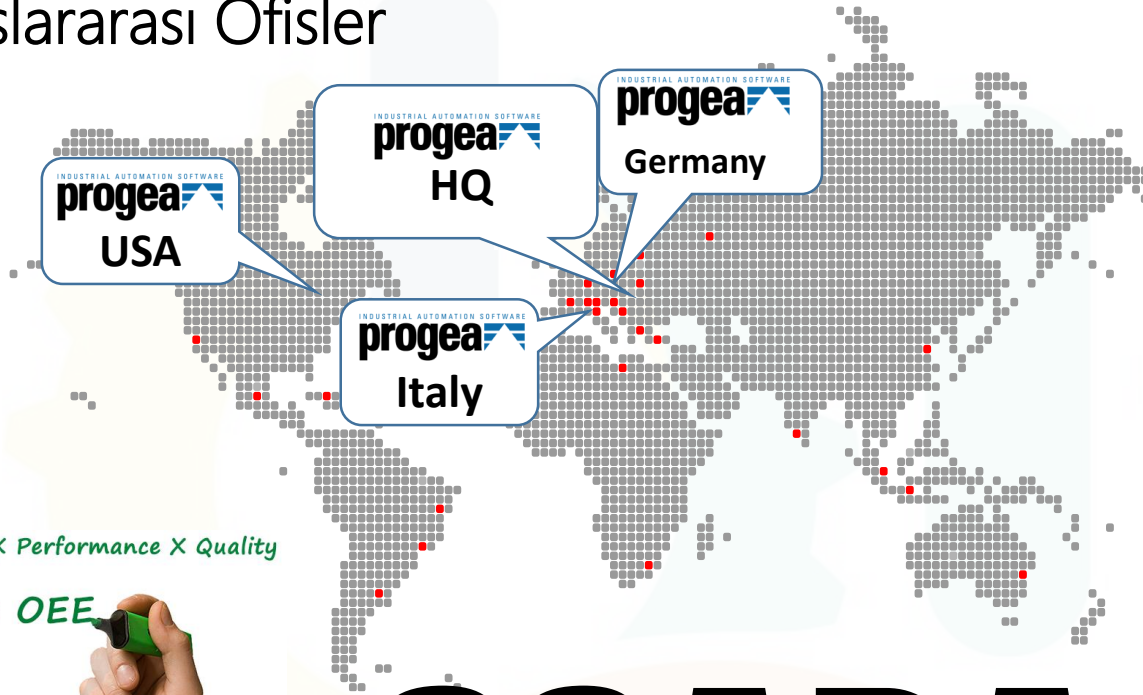 Ofisler
INDUSTRIAL AUTOMATION SOFTWARE
progea
Germany
INDUSTRIAL AUTOMATION SOFTWARE
progea
HQ
INDUSTRIAL AUTOMATION SOFTWARE
progea
USA
INDUSTRIAL AUTOMATION SOFTWARE
progea
Italy
X Performance X Quality
OEE